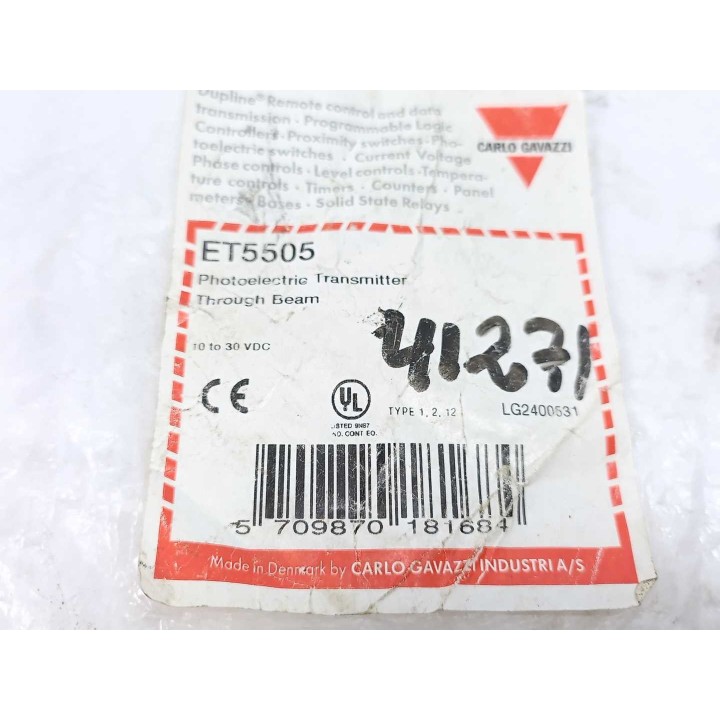 Dupline® Remote control and data
transmission · Programmable Logic
Controllers · Proximity switches · Pho-
toelectric switches · Current Voltage
Phase controls · Level controls · Tempera-
ture controls · Timers · Counters · Panel
meters · Bases · Solid State Relays
CARLO GAVAZZI
ET5505
Photoelectric Transmitter
Through Beam
41271
10 to 30 VDC
CE
UL
TYPE 1, 2, 12
LG2400531
LISTED 9N67
IND. CONT EQ.
5 709870 181684
Made in Denmark by CARLO GAVAZZI INDUSTRI A/S